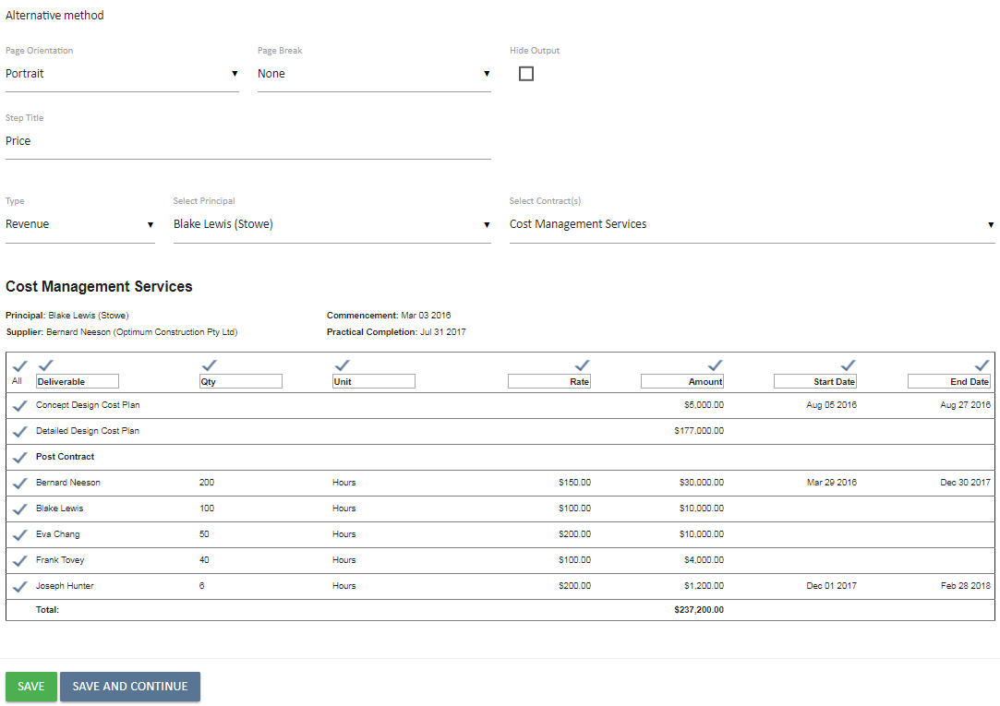 Alternative method
Page Orientation Page Break Hide Output
Portrait None
Step Title
Price
Type Select Principal Select Contract(s)
Revenue Blake Lewis (Stowe) Cost Management Services
Cost Management Services
Principal: Blake Lewis (Stowe) Commencement: Mar 03 2016
Supplier: Bernard Neeson (Optimum Construction Pty Ltd) Practical Completion: Jul 31 2017
All Deliverable Qty Unit Rate Amount Start Date End Date
Concept Design Cost Plan $5,000.00 Aug 05 2016 Aug 27 2016
Detailed Design Cost Plan $177,000.00
Post Contract
Bernard Neeson 200 Hours $150.00 $30,000.00 Mar 29 2016 Dec 30 2017
Blake Lewis 100 Hours $100.00 $10,000.00
Eva Chang 50 Hours $200.00 $10,000.00
Frank Tovey 40 Hours $100.00 $4,000.00
Joseph Hunter 6 Hours $200.00 $1,200.00 Dec 01 2017 Feb 28 2018
Total: $237,200.00
SAVE SAVE AND CONTINUE